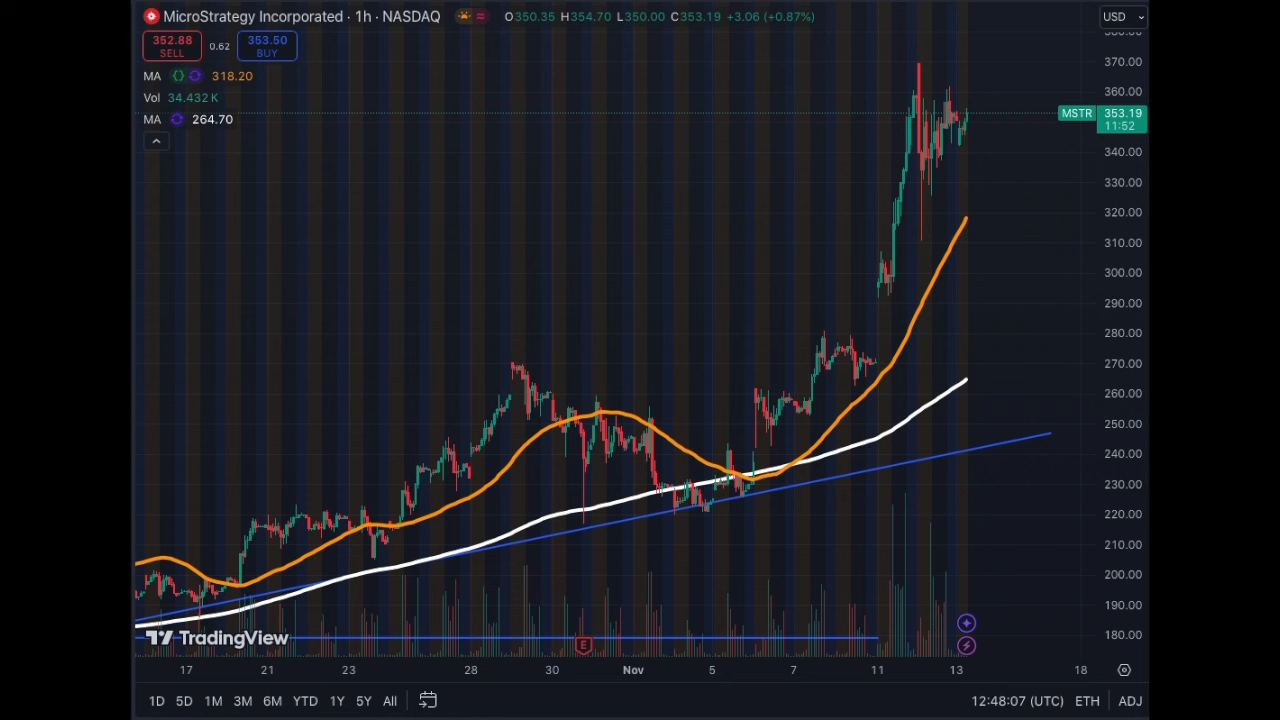 MicroStrategy Incorporated · 1h · NASDAQ O350.35 H354.70 L350.00 C353.19 +3.06 (+0.87%) USD
352.88 SELL 0.62 353.50 BUY
MA 318.20
Vol 34.432 K
MA 264.70
380.00
370.00
360.00
MSTR 353.19
11:52
340.00
330.00
320.00
310.00
300.00
290.00
280.00
270.00
260.00
250.00
240.00
230.00
220.00
210.00
200.00
190.00
180.00
TradingView
E
17 21 23 28 30 Nov 5 7 11 13 18
1D 5D 1M 3M 6M YTD 1Y 5Y All 12:48:07 (UTC) ETH ADJ